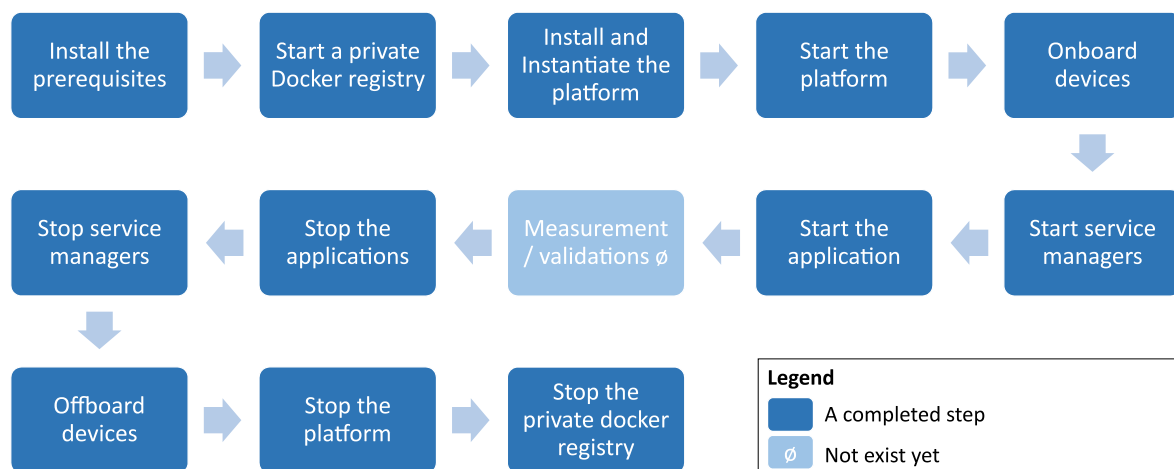 Install the
prerequisites
Start a private
Docker registry
Install and
Instantiate the
platform
Start the
platform
Onboard
devices
Stop service
managers
Stop the
applications
Measurement
/ validations ø
Start the
application
Start service
managers
Offboard
devices
Stop the
platform
Stop the
private docker
registry
Legend
A completed step
ø Not exist yet